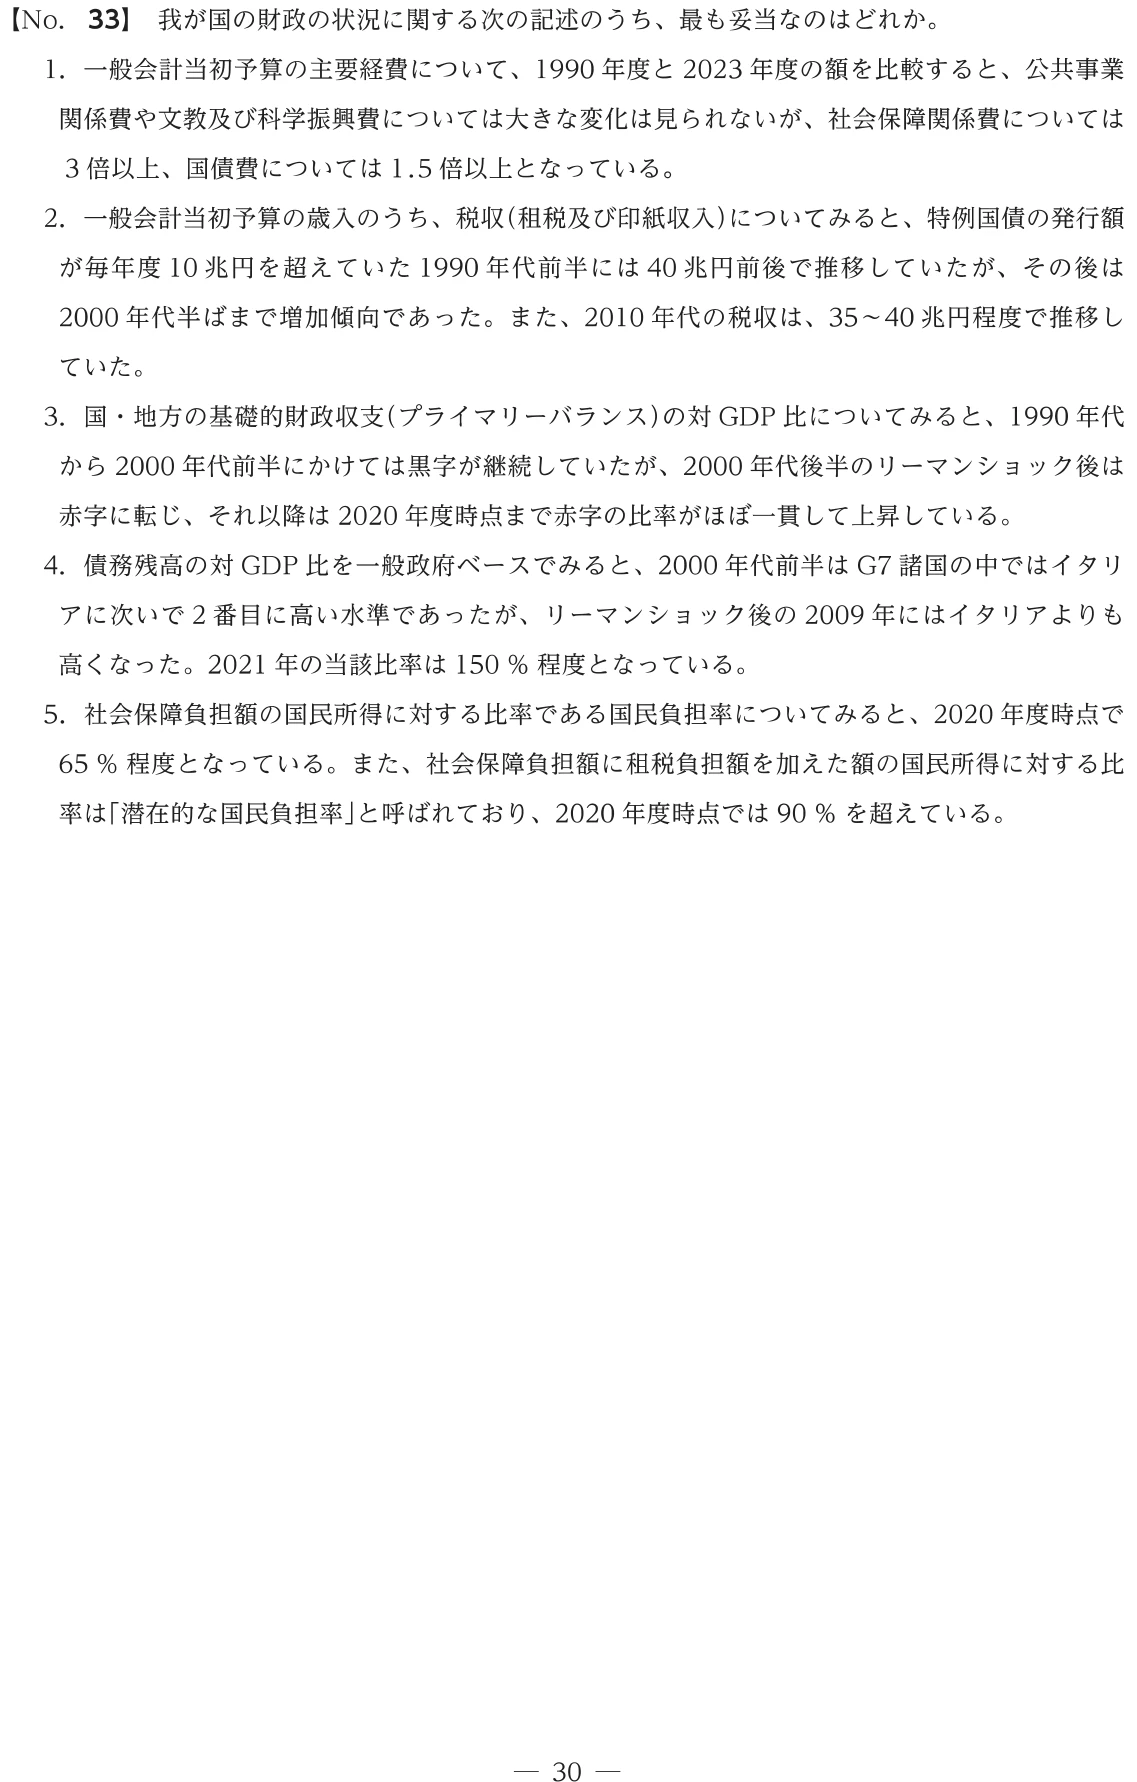 【No. 33】 我が国の財政の状況に関する次の記述のうち、最も妥当なのはどれか。
1. 一般会計当初予算の主要経費について、1990 年度と 2023 年度の額を比較すると、公共事業
関係費や文教及び科学振興費については大きな変化は見られないが、社会保障関係費については
3 倍以上、国債費については 1.5 倍以上となっている。
2. 一般会計当初予算の歳入のうち、税収(租税及び印紙収入)についてみると、特例国債の発行額
が毎年度 10 兆円を超えていた 1990 年代前半には 40 兆円前後で推移していたが、その後は
2000 年代半ばまで増加傾向であった。また、2010 年代の税収は、35~40 兆円程度で推移し
ていた。
3. 国・地方の基礎的財政収支(プライマリーバランス)の対 GDP 比についてみると、1990 年代
から 2000 年代前半にかけては黒字が継続していたが、2000 年代後半のリーマンショック後は
赤字に転じ、それ以降は 2020 年度時点まで赤字の比率がほぼ一貫して上昇している。
4. 債務残高の対 GDP 比を一般政府ベースでみると、2000 年代前半は G7 諸国の中ではイタリ
アに次いで 2 番目に高い水準であったが、リーマンショック後の 2009 年にはイタリアよりも
高くなった。2021 年の当該比率は 150 % 程度となっている。
5. 社会保障負担額の国民所得に対する比率である国民負担率についてみると、2020 年度時点で
65 % 程度となっている。また、社会保障負担額に租税負担額を加えた額の国民所得に対する比
率は「潜在的な国民負担率」と呼ばれており、2020 年度時点では 90 % を超えている。
— 30 —